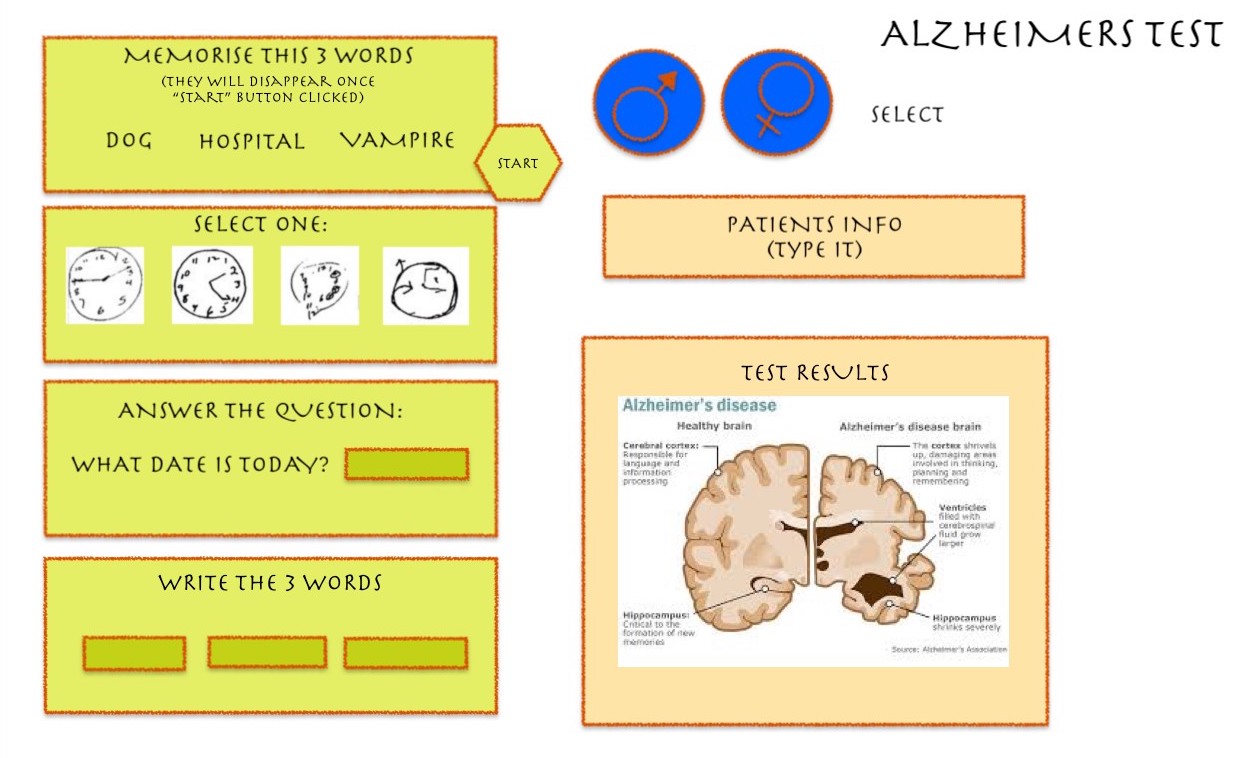 ALZHEIMERS TEST
MEMORISE THIS 3 WORDS
(THEY WILL DISAPPEAR ONCE
"START" BUTTON CLICKED)
DOG HOSPITAL VAMPIRE
START
SELECT
PATIENTS INFO
(TYPE IT)
SELECT ONE:
ANSWER THE QUESTION:
WHAT DATE IS TODAY?
WRITE THE 3 WORDS
TEST RESULTS
Alzheimer's disease
Healthy brain
Alzheimer's disease brain
Cerebral cortex:
Responsible for
language and
information
processing
The cortex shrivels
up, damaging areas
involved in thinking,
planning and
remembering
Ventricles
filled with
cerebrospinal
fluid grow
larger
Hippocampus:
Critical to the
formation of new
memories
Hippocampus
shrinks severely
Source: Alzheimer's Association